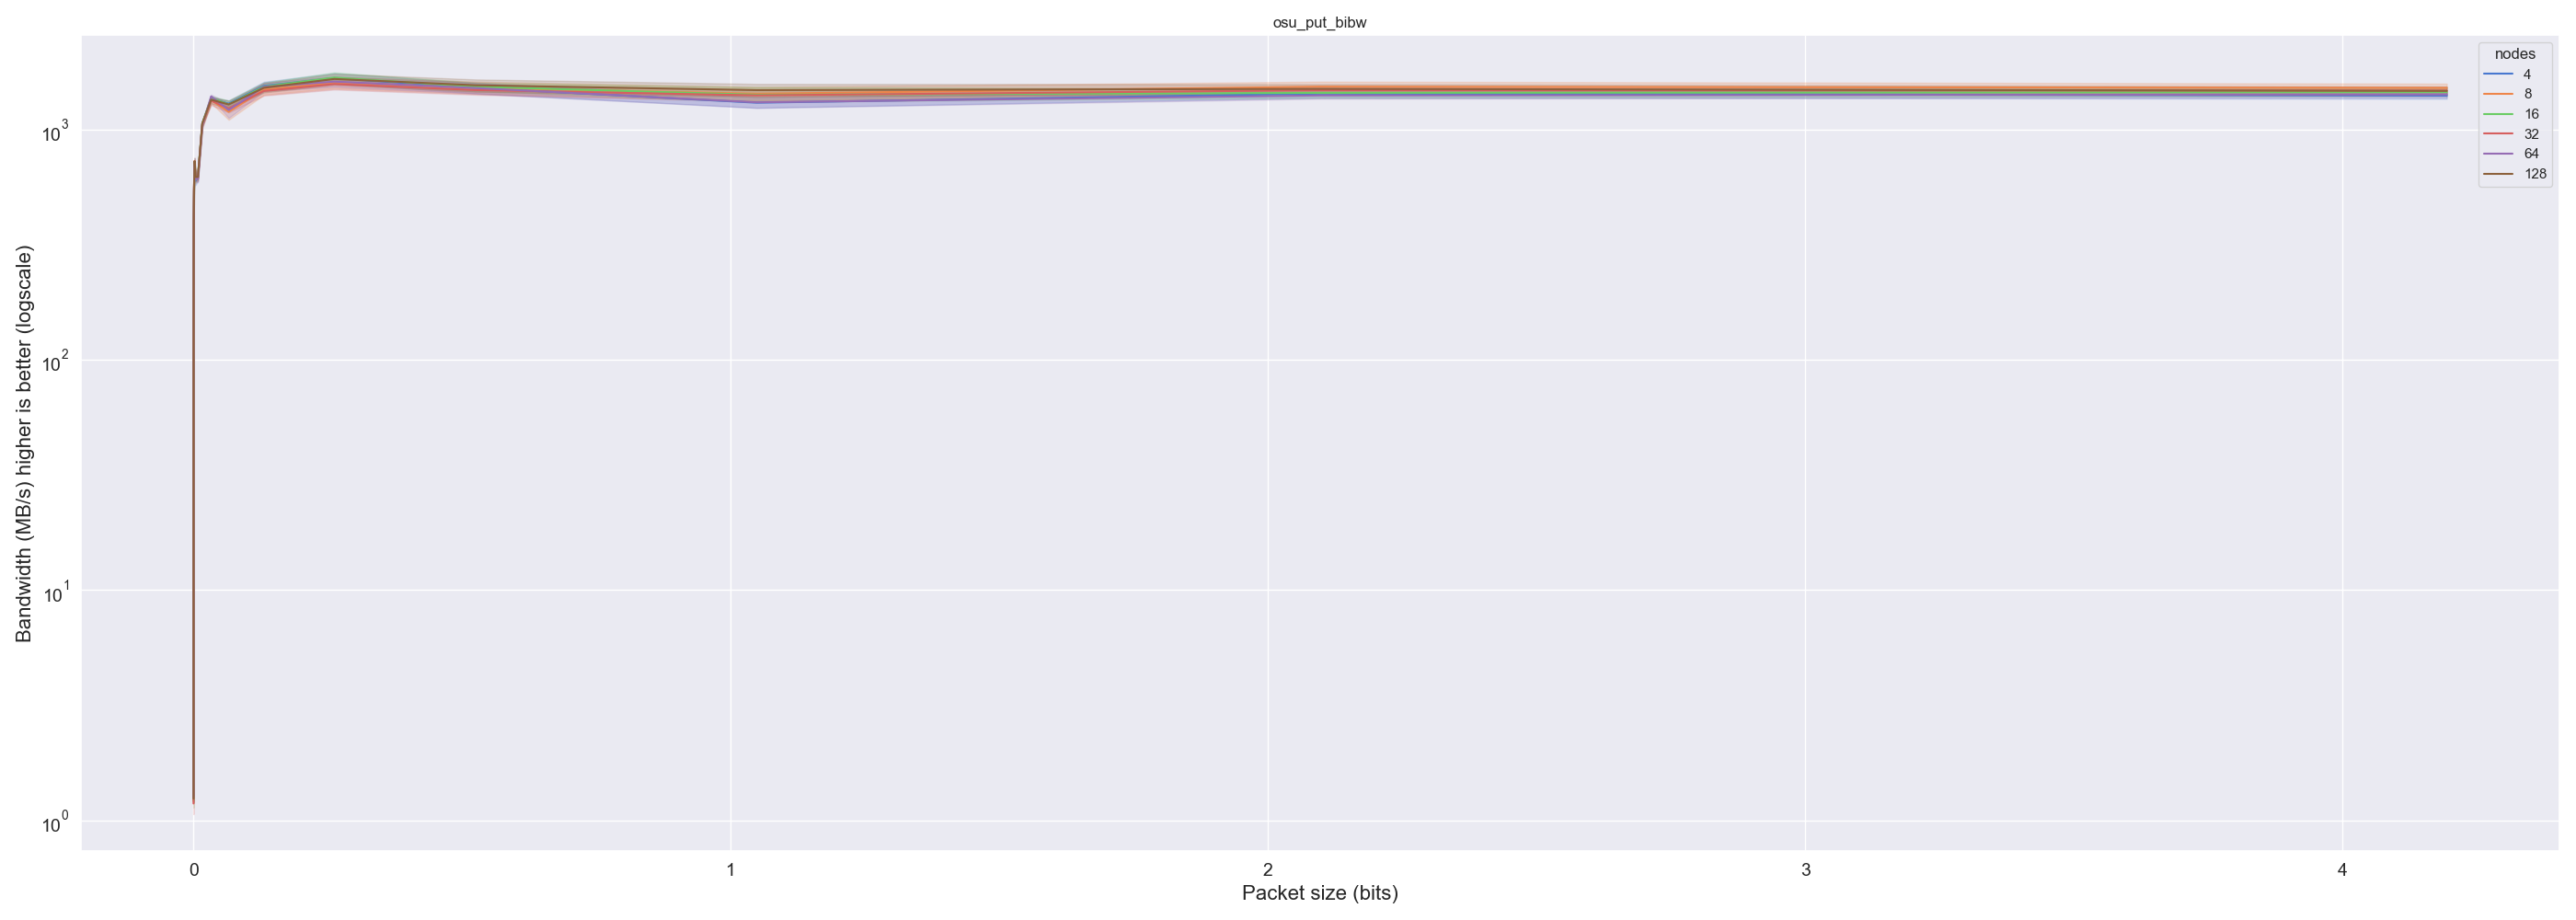 osu_put_bibw
nodes
4
8
16
32
64
128
Bandwidth (MB/s) higher is better (logscale)
10^3
10^2
10^1
10^0
0 1 2 3 4
Packet size (bits)